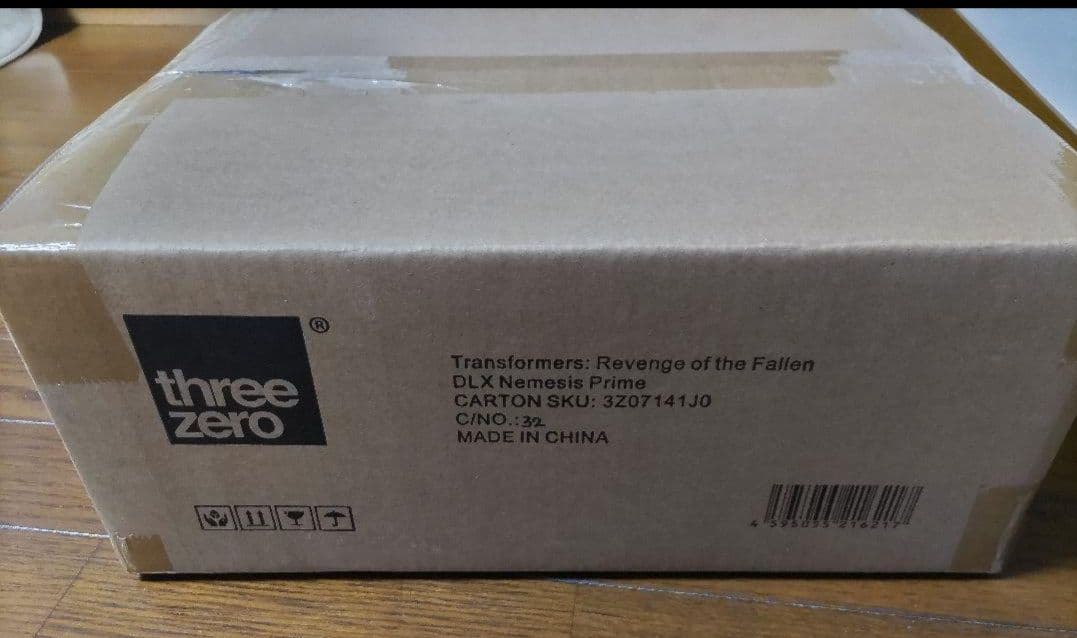 three
zero
®
Transformers: Revenge of the Fallen
DLX Nemesis Prime
CARTON SKU: 3Z07141J0
C/NO.:32
MADE IN CHINA